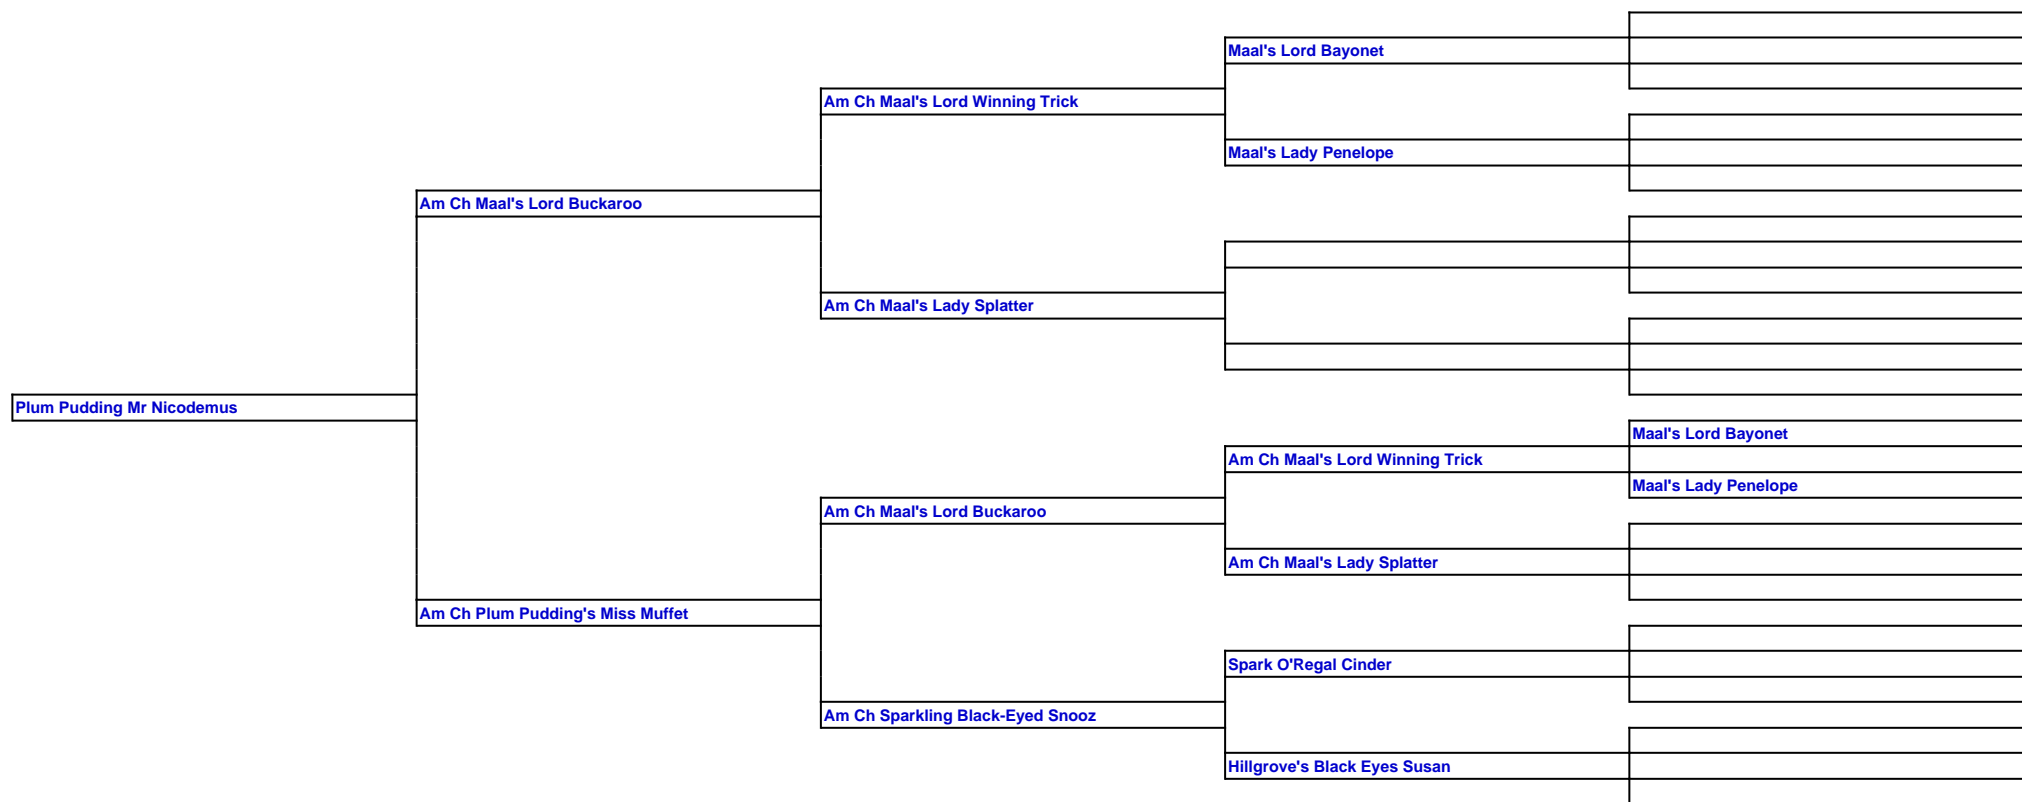 Maal's Lord Bayonet
Am Ch Maal's Lord Winning Trick
Maal's Lady Penelope
Am Ch Maal's Lord Buckaroo
Am Ch Maal's Lady Splatter
Plum Pudding Mr Nicodemus
Maal's Lord Bayonet
Am Ch Maal's Lord Winning Trick
Maal's Lady Penelope
Am Ch Maal's Lord Buckaroo
Am Ch Maal's Lady Splatter
Am Ch Plum Pudding's Miss Muffet
Spark O'Regal Cinder
Am Ch Sparkling Black-Eyed Snooz
Hillgrove's Black Eyes Susan